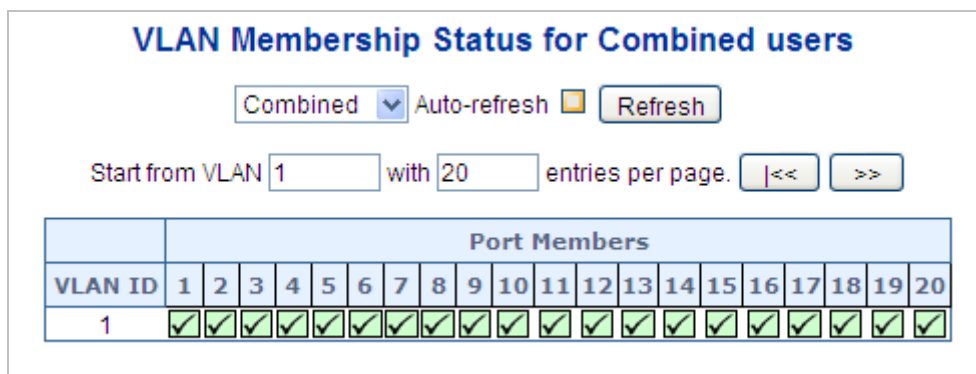 VLAN Membership Status for Combined users
Combined Auto-refresh Refresh
Start from VLAN 1 with 20 entries per page. |<< >>
Port Members
VLAN ID 1 2 3 4 5 6 7 8 9 10 11 12 13 14 15 16 17 18 19 20
1 ✓ ✓ ✓ ✓ ✓ ✓ ✓ ✓ ✓ ✓ ✓ ✓ ✓ ✓ ✓ ✓ ✓ ✓ ✓ ✓